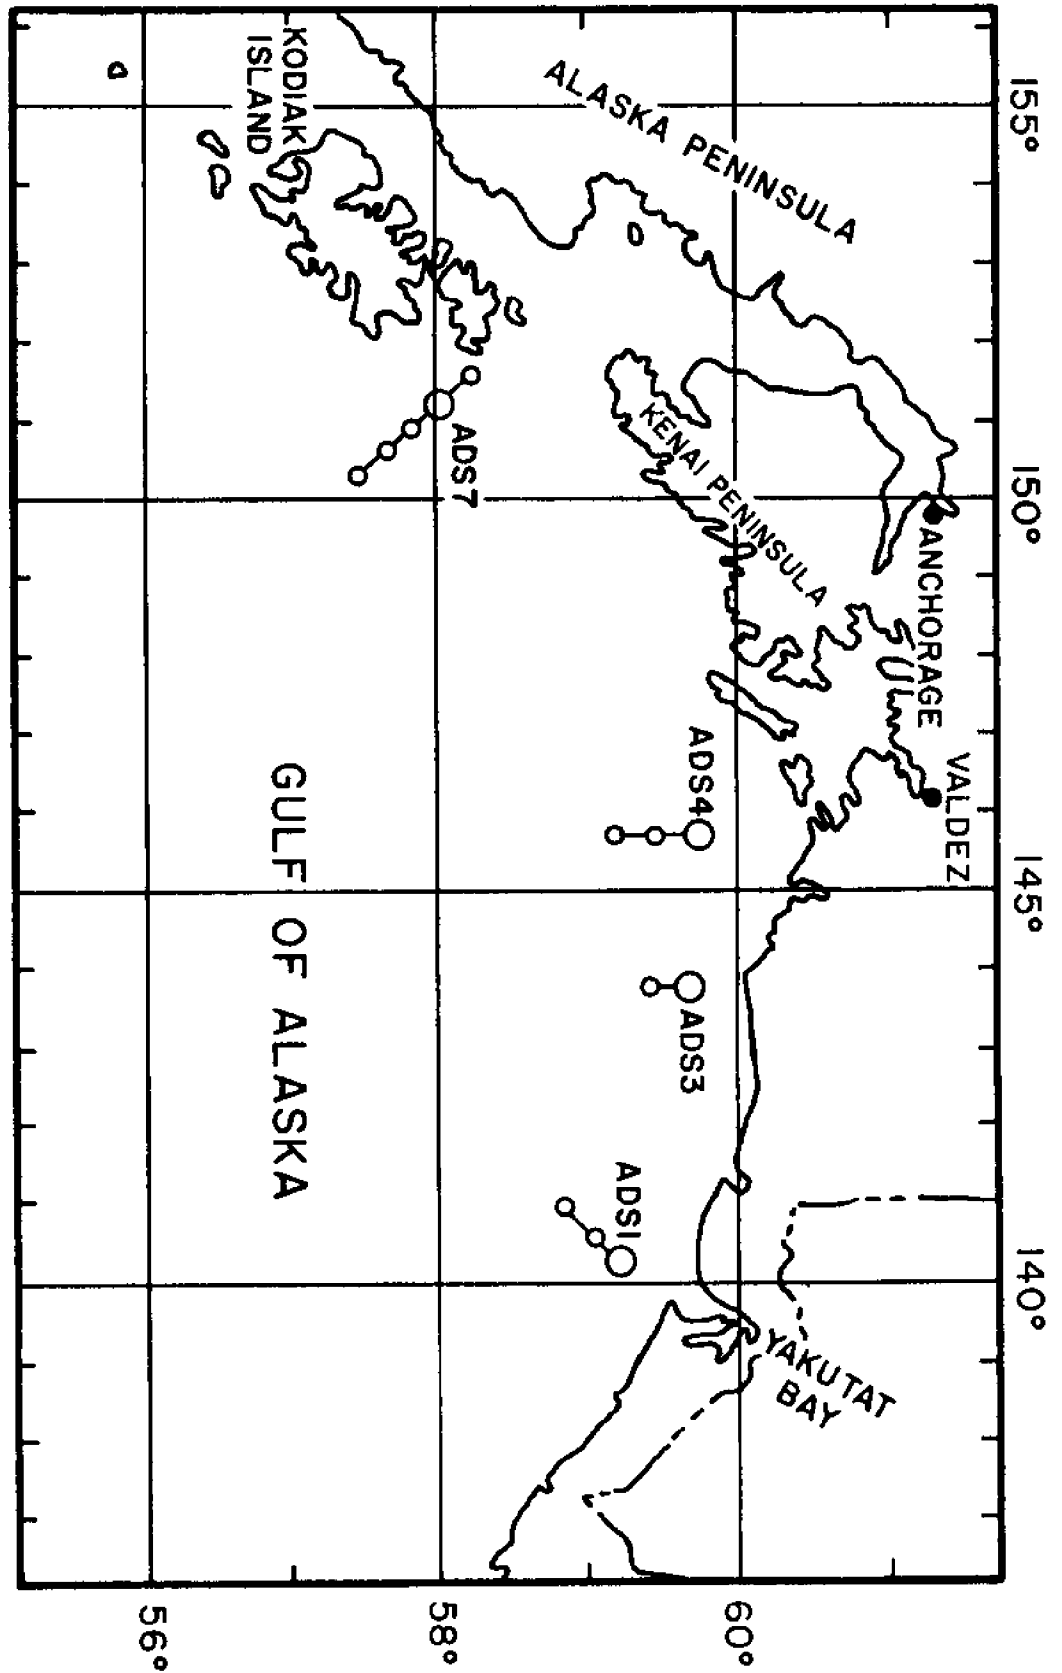 155°
150°
145°
140°
ALASKA PENINSULA
KODIAK
ISLAND
KENAI PENINSULA
ANCHORAGE
VALDEZ
ADS7
ADS4
ADS3
ADS1
YAKUTAT
BAY
GULF OF ALASKA
60°
58°
56°